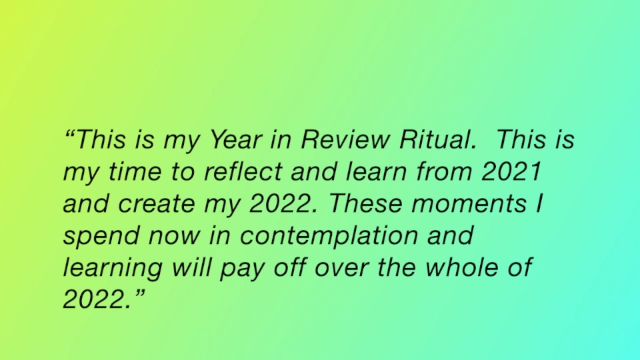 “This is my Year in Review Ritual.  This is
my time to reflect and learn from 2021
and create my 2022. These moments I
spend now in contemplation and
learning will pay off over the whole of
2022.”